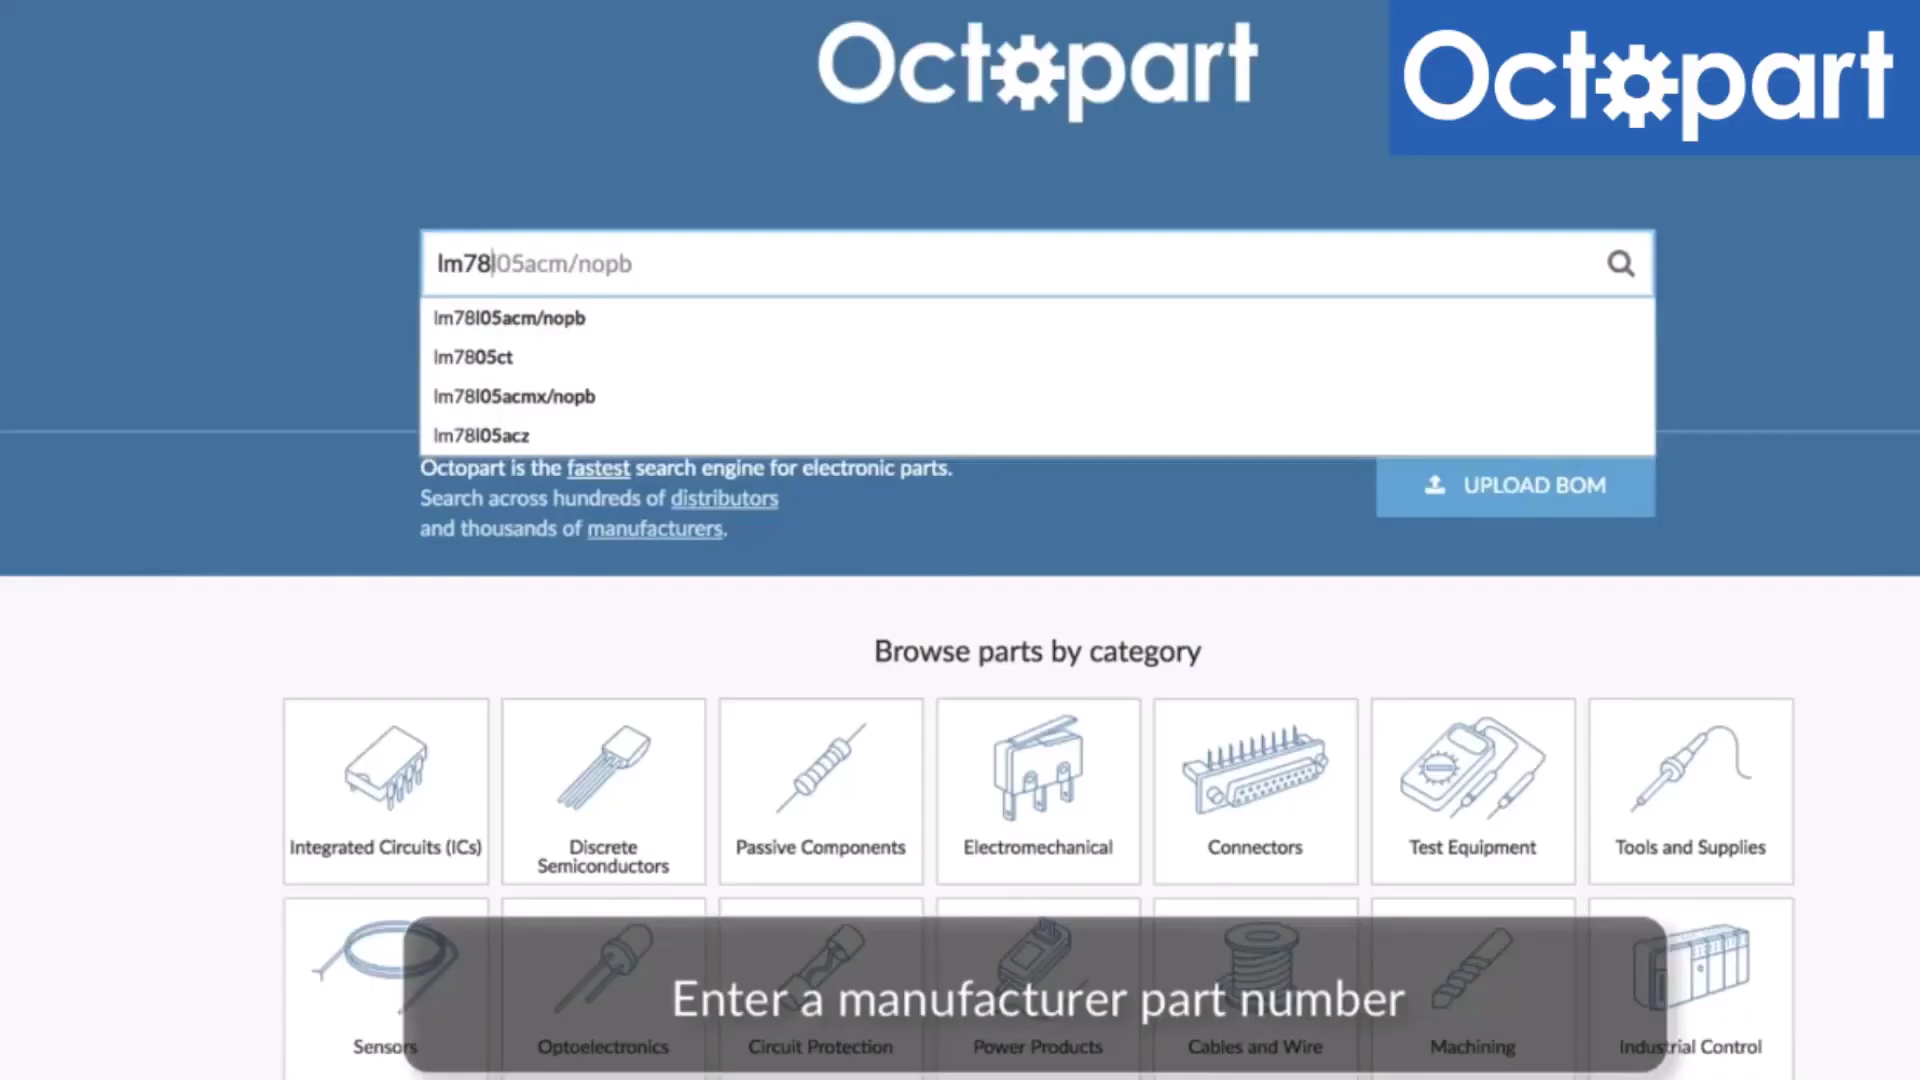 Octopart
Octopart
lm78l05acm/nopb
lm78l05acm/nopb
lm7805ct
lm78l05acmx/nopb
lm78l05acz
Octopart is the fastest search engine for electronic parts.
Search across hundreds of distributors
and thousands of manufacturers.
UPLOAD BOM
Browse parts by category
Integrated Circuits (ICs)
Discrete
Semiconductors
Passive Components
Electromechanical
Connectors
Test Equipment
Tools and Supplies
Enter a manufacturer part number
Sensors
Optoelectronics
Circuit Protection
Power Products
Cables and Wire
Machining
Industrial Control